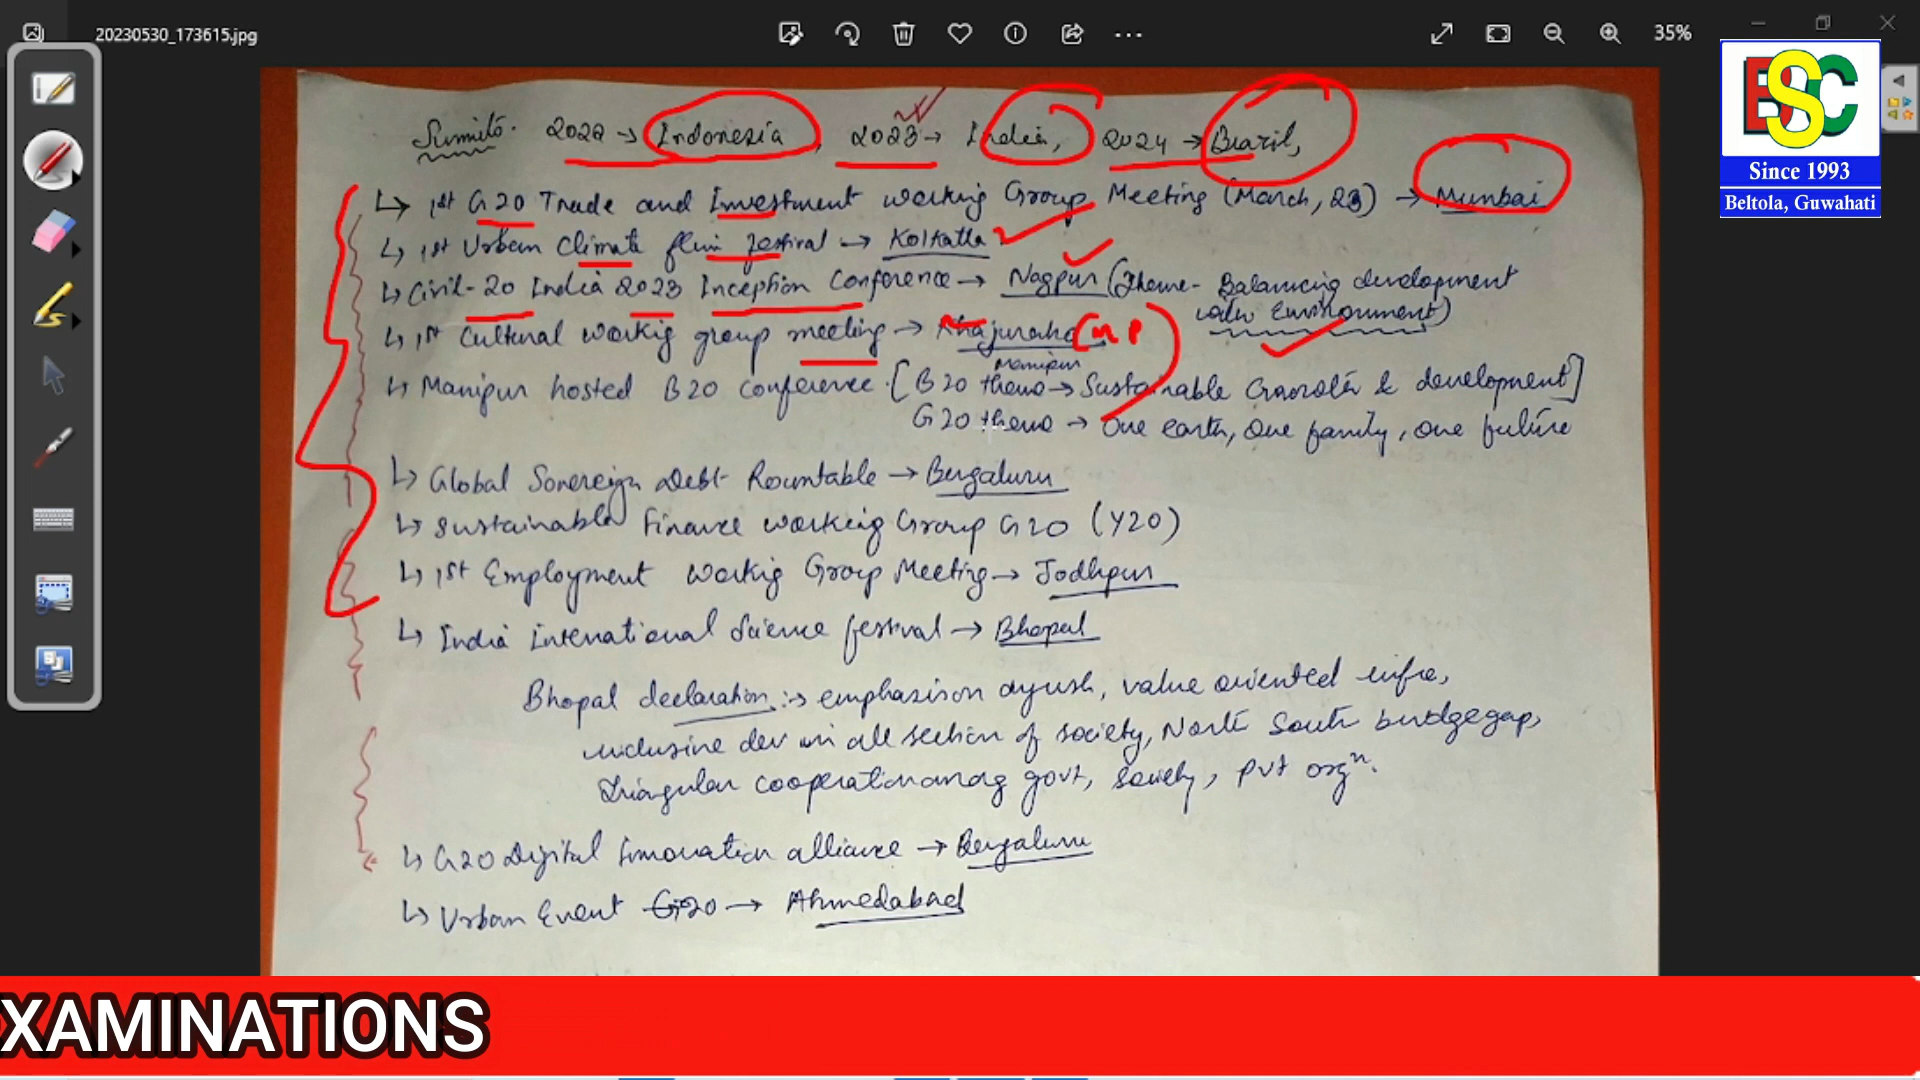 20230530_173615.jpg
35%
BSC
Since 1993
Beltola, Guwahati
Summits. 2022 → Indonesia, 2023 → India, 2024 → Brazil,
↳ 1st G20 Trade and Investment working Group Meeting (March, 23) → Mumbai
↳ 1st Urban Climate film festival → Kolkatta
↳ Civil-20 India 2023 Inception Conference → Nagpur (Theme- Balancing development
with Environment)
↳ 1st Cultural working group meeting → Khajuraho (MP)
Manipur
↳ Manipur hosted B20 conference. [B20 theme → Sustainable Growth & development]
G20 theme → One earth, One family, one future
↳ Global Sovereign Debt Rountable → Bengaluru
↳ Sustainable Finance working Group G20 (Y20)
↳ 1st Employment Working Group Meeting → Jodhpur
↳ India International Science festival → Bhopal
Bhopal declaration :→ emphasis on ayush, value oriented infra,
inclusive dev in all section of society, North South bridge gap,
Triangular cooperation among govt, society, pvt orgⁿ.
↳ G20 Digital Innovation alliance → Bengaluru
↳ Urban Event G20 → Ahmedabad
XAMINATIONS